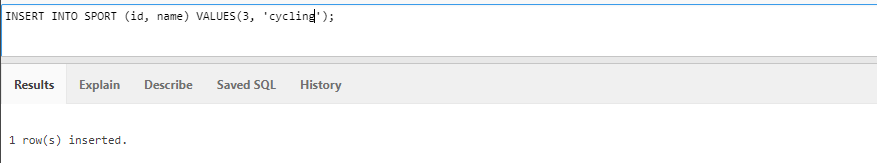 INSERT INTO SPORT (id, name) VALUES(3, 'cycling');
Results Explain Describe Saved SQL History
1 row(s) inserted.